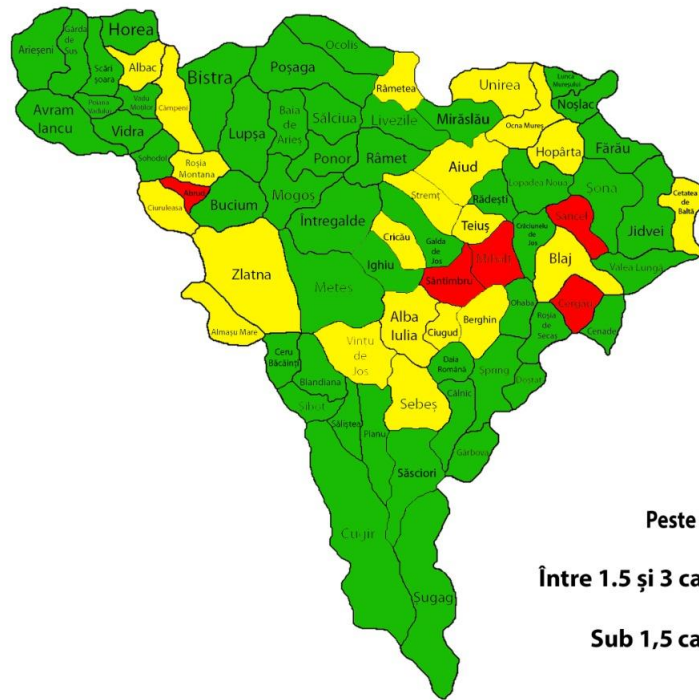 Arieșeni
Gârda
de
Sus
Horea
Scări
șoara
Albac
Poiana
Vadului
Vadu
Moților
Câmpeni
Avram
Iancu
Vidra
Sohodol
Bistra
Lupșa
Poșaga
Ocoliș
Baia
de
Arieș
Sălciua
Ponor
Râmetea
Livezile
Râmeț
Mirăslău
Unirea
Lunca
Mureșului
Noșlac
Ocna Mureș
Hopârta
Fărău
Aiud
Roșia
Montana
Abrud
Ciuruleasa
Bucium
Mogoș
Întregalde
Stremț
Rădești
Lopadea Nouă
Șona
Cetatea
de
Baltă
Jidvei
Sâncel
Teiuș
Crăciunelu de
Jos
Cricău
Galda
de
Jos
Mihalț
Blaj
Valea Lungă
Zlatna
Ighiu
Meteș
Sântimbru
Cergău
Cenade
Almașu Mare
Alba
Iulia
Ciugud
Berghin
Ohaba
Roșia
de
Secaș
Vințu
de
Jos
Daia
Română
Ceru
Băcăinți
Blandiana
Șibot
Săliștea
Pianu
Sebeș
Câlnic
Șpring
Doștat
Gârbova
Săsciori
Cugir
Șugag
Peste
Între 1.5 și 3 ca
Sub 1,5 ca